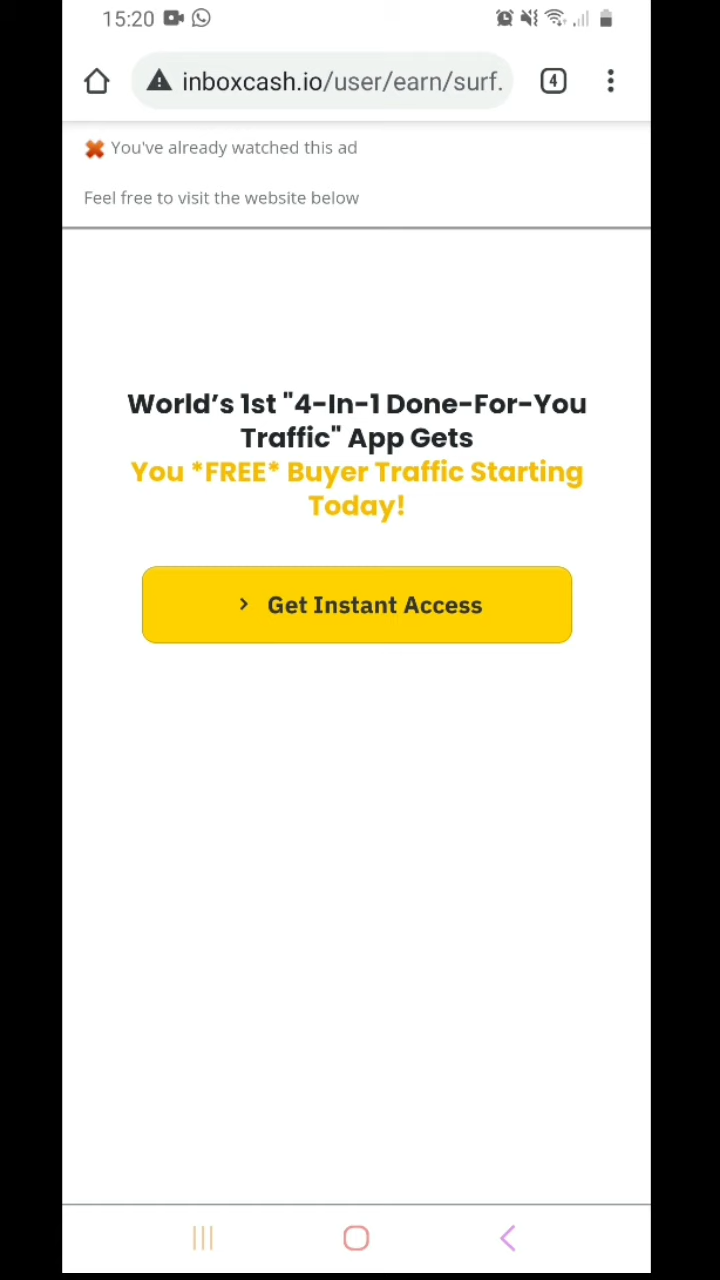 15:20
inboxcash.io/user/earn/surf.
4
You've already watched this ad
Feel free to visit the website below
World’s 1st "4-In-1 Done-For-You
Traffic" App Gets
You *FREE* Buyer Traffic Starting
Today!
Get Instant Access